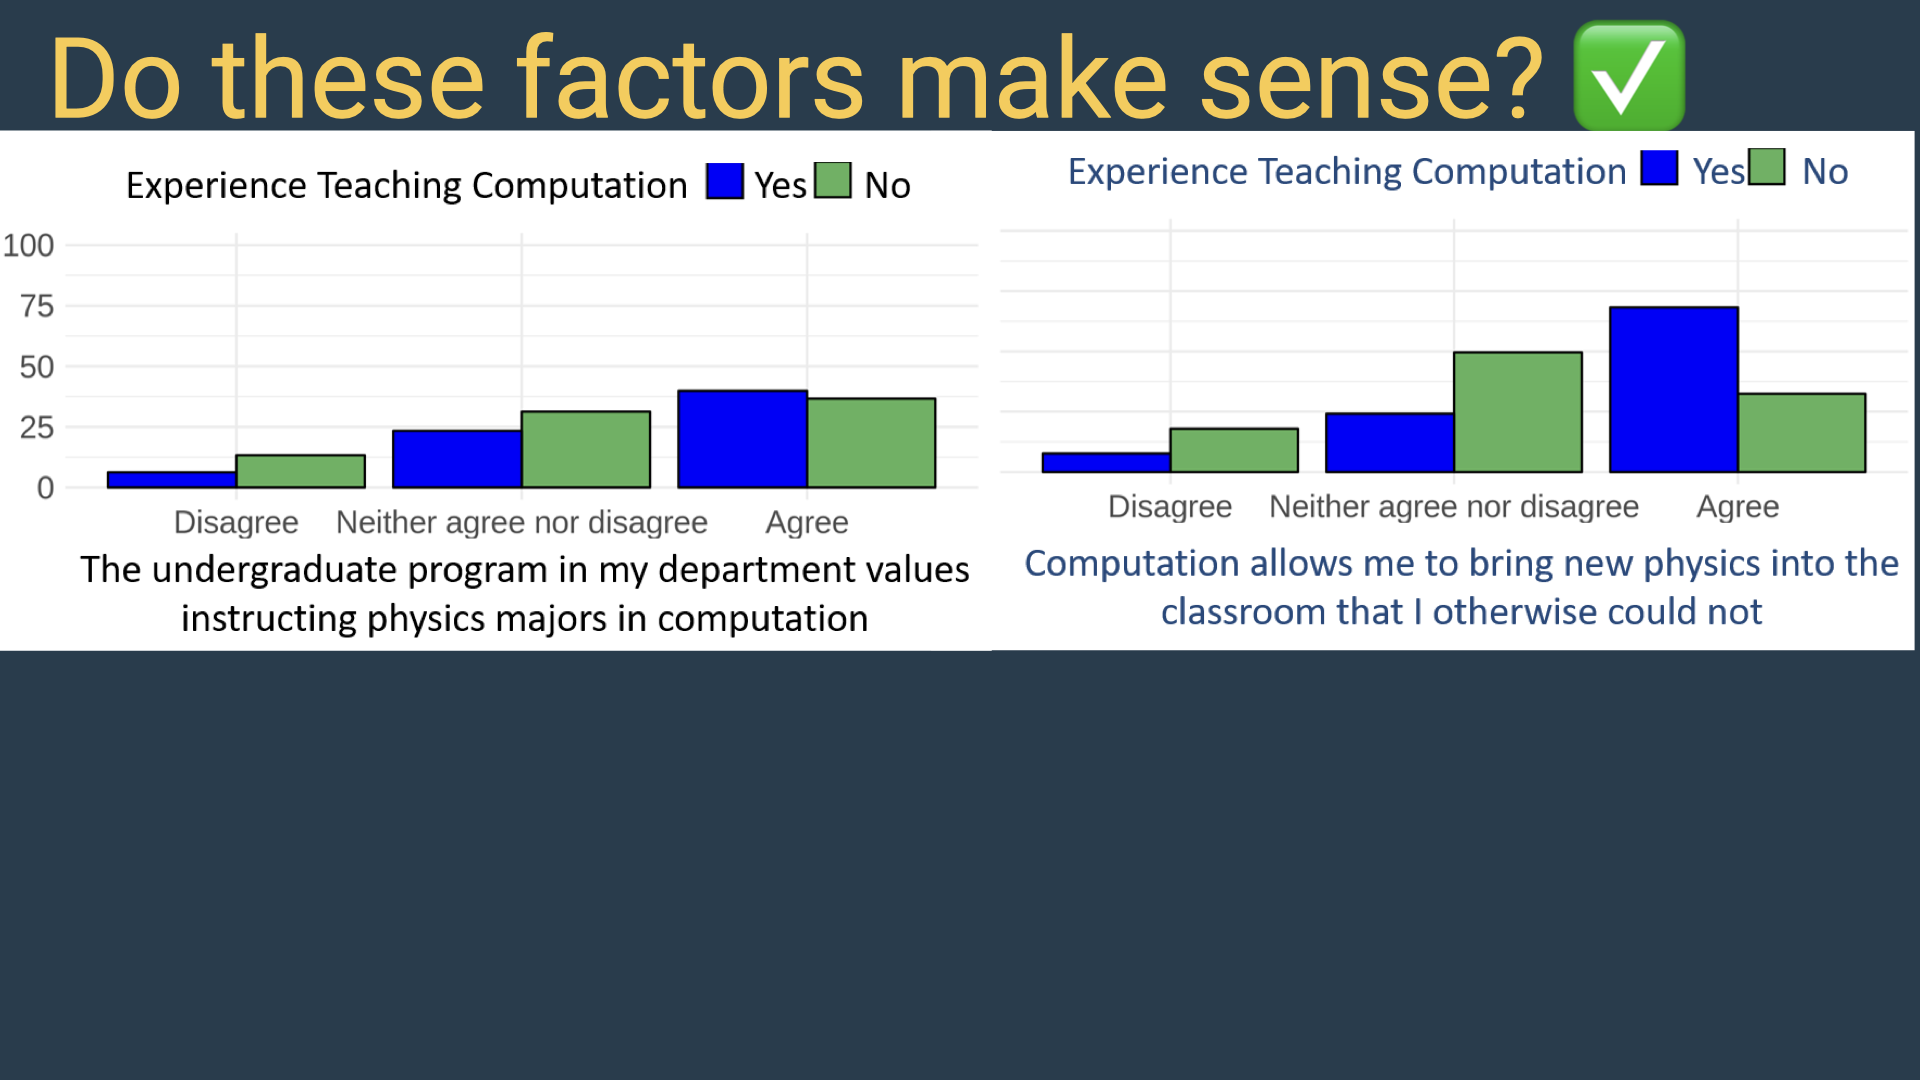 Do these factors make sense? ✅
Experience Teaching Computation Yes No
100
75
50
25
0
Disagree Neither agree nor disagree Agree
The undergraduate program in my department values
instructing physics majors in computation
Experience Teaching Computation Yes No
Disagree Neither agree nor disagree Agree
Computation allows me to bring new physics into the
classroom that I otherwise could not